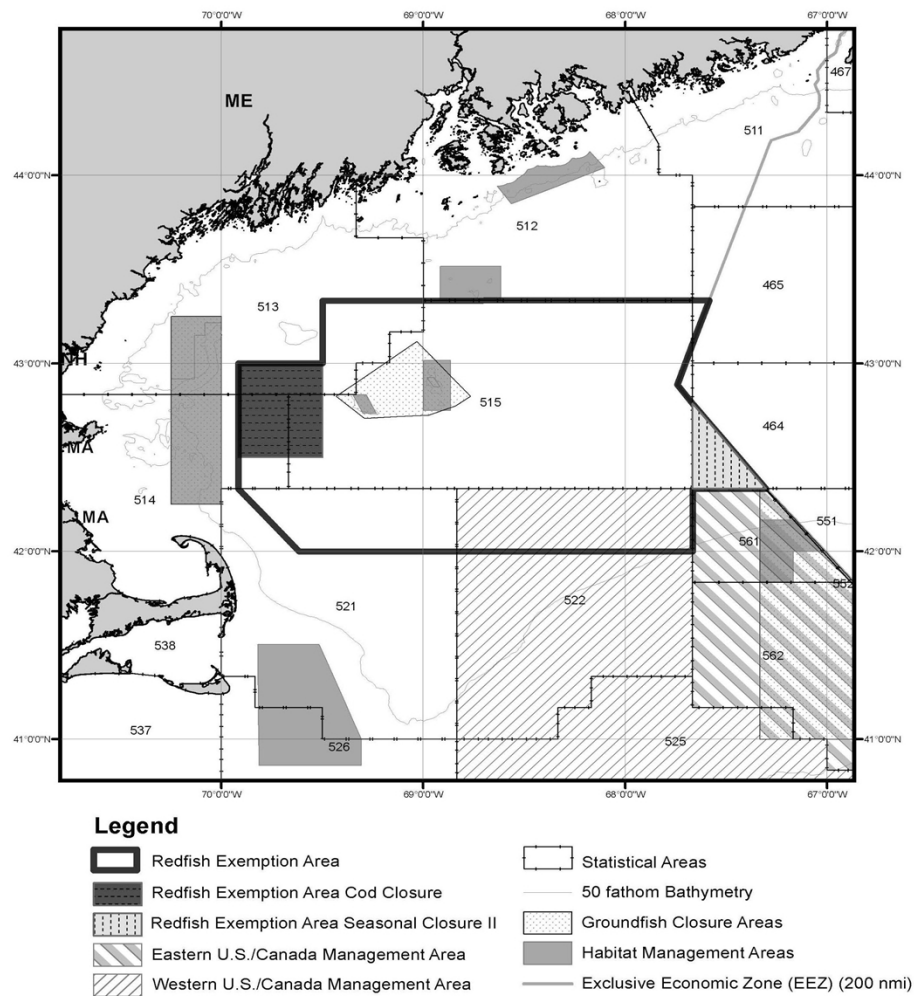 70°0'0"W 69°0'0"W 68°0'0"W 67°0'0"W
467
ME
511
44°0'0"N 44°0'0"N
512
465
513
43°0'0"N NH 43°0'0"N
515
464
MA
514
MA
551
561
42°0'0"N 42°0'0"N
552
522
521
538
562
537
41°0'0"N 41°0'0"N
526
525
70°0'0"W 69°0'0"W 68°0'0"W 67°0'0"W
Legend
Redfish Exemption Area
Redfish Exemption Area Cod Closure
Redfish Exemption Area Seasonal Closure II
Eastern U.S./Canada Management Area
Western U.S./Canada Management Area
Statistical Areas
50 fathom Bathymetry
Groundfish Closure Areas
Habitat Management Areas
Exclusive Economic Zone (EEZ) (200 nmi)